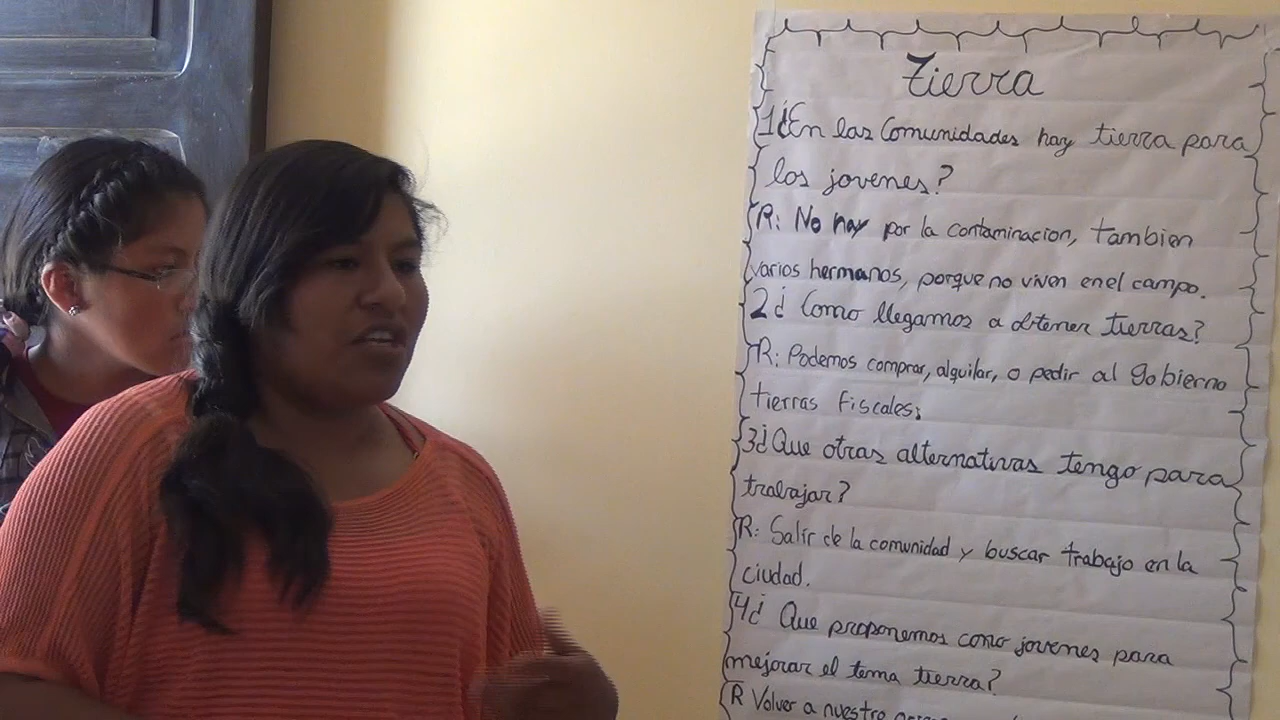 Tierra
1¿En las Comunidades hay tierra para
los jovenes?
R: No hay por la contaminacion, tambien
varios hermanos, porque no viven en el campo.
2¿ Como llegamos a obtener tierras?
R: Podemos comprar, alquilar, o pedir al gobierno
tierras fiscales;
3¿Que otras alternativas tengo para
trabajar?
R: Salir de la comunidad y buscar trabajo en la
ciudad.
4¿ Que proponemos como jovenes para
mejorar el tema tierra?
R Volver a nuestro